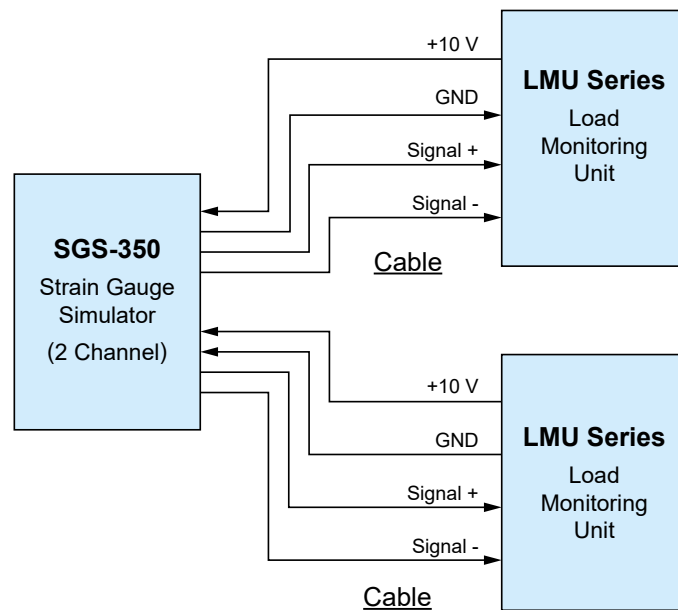 +10 V
GND
Signal +
Signal -
LMU Series
Load
Monitoring
Unit
Cable
SGS-350
Strain Gauge
Simulator
(2 Channel)
+10 V
GND
Signal +
Signal -
LMU Series
Load
Monitoring
Unit
Cable